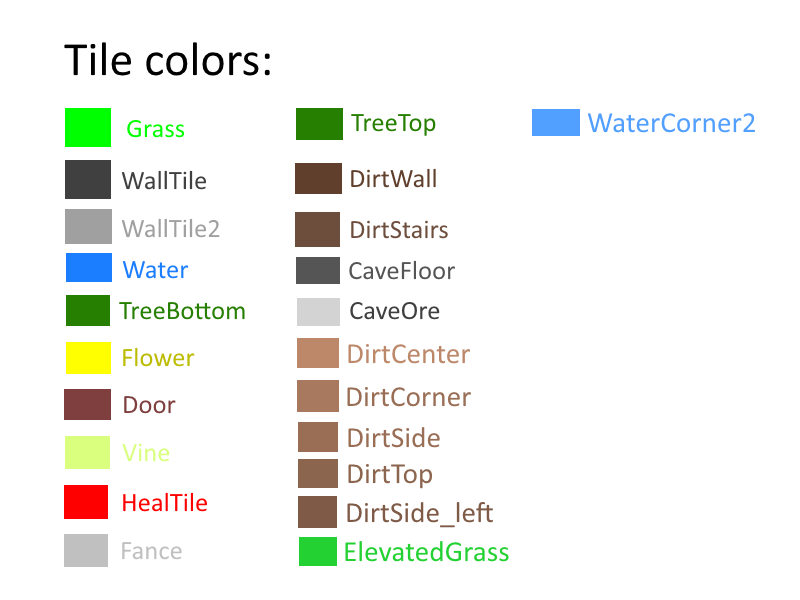 Tile colors:
Grass
WallTile
WallTile2
Water
TreeBottom
Flower
Door
Vine
HealTile
Fance
TreeTop
DirtWall
DirtStairs
CaveFloor
CaveOre
DirtCenter
DirtCorner
DirtSide
DirtTop
DirtSide_left
ElevatedGrass
WaterCorner2